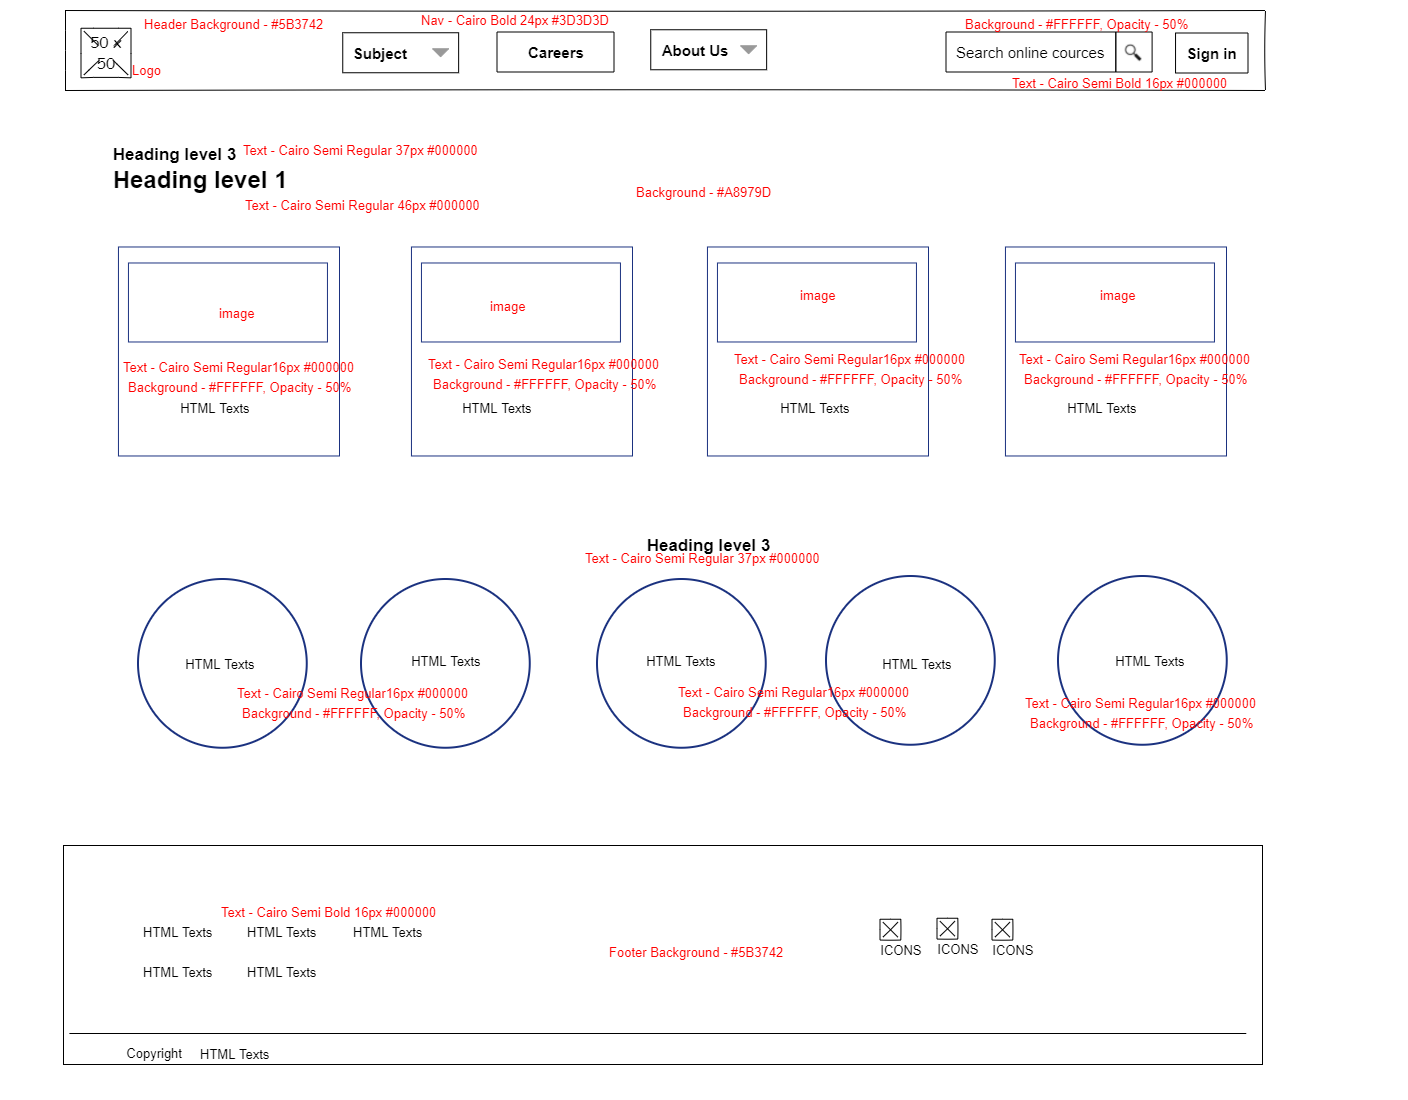 Header Background - #5B3742
Nav - Cairo Bold 24px #3D3D3D
Background - #FFFFFF, Opacity - 50%
50 x
50
Logo
Subject
Careers
About Us
Search online cources
Sign in
Text - Cairo Semi Bold 16px #000000
Heading level 3
Text - Cairo Semi Regular 37px #000000
Heading level 1
Background - #A8979D
Text - Cairo Semi Regular 46px #000000
image
image
image
image
Text - Cairo Semi Regular16px #000000
Background - #FFFFFF, Opacity - 50%
HTML Texts
Text - Cairo Semi Regular16px #000000
Background - #FFFFFF, Opacity - 50%
HTML Texts
Text - Cairo Semi Regular16px #000000
Background - #FFFFFF, Opacity - 50%
HTML Texts
Text - Cairo Semi Regular16px #000000
Background - #FFFFFF, Opacity - 50%
HTML Texts
Heading level 3
Text - Cairo Semi Regular 37px #000000
HTML Texts
HTML Texts
HTML Texts
HTML Texts
HTML Texts
Text - Cairo Semi Regular16px #000000
Background - #FFFFFF, Opacity - 50%
Text - Cairo Semi Regular16px #000000
Background - #FFFFFF, Opacity - 50%
Text - Cairo Semi Regular16px #000000
Background - #FFFFFF, Opacity - 50%
Text - Cairo Semi Bold 16px #000000
HTML Texts
HTML Texts
HTML Texts
HTML Texts
HTML Texts
Footer Background - #5B3742
ICONS
ICONS
ICONS
Copyright
HTML Texts